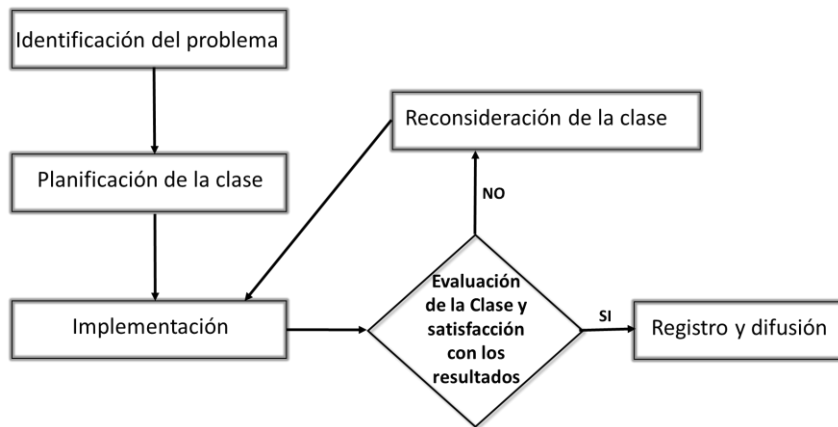 Identificación del problema
Reconsideración de la clase
Planificación de la clase
NO
Evaluación
de la Clase y
satisfacción
con los
resultados
Implementación
SI
Registro y difusión